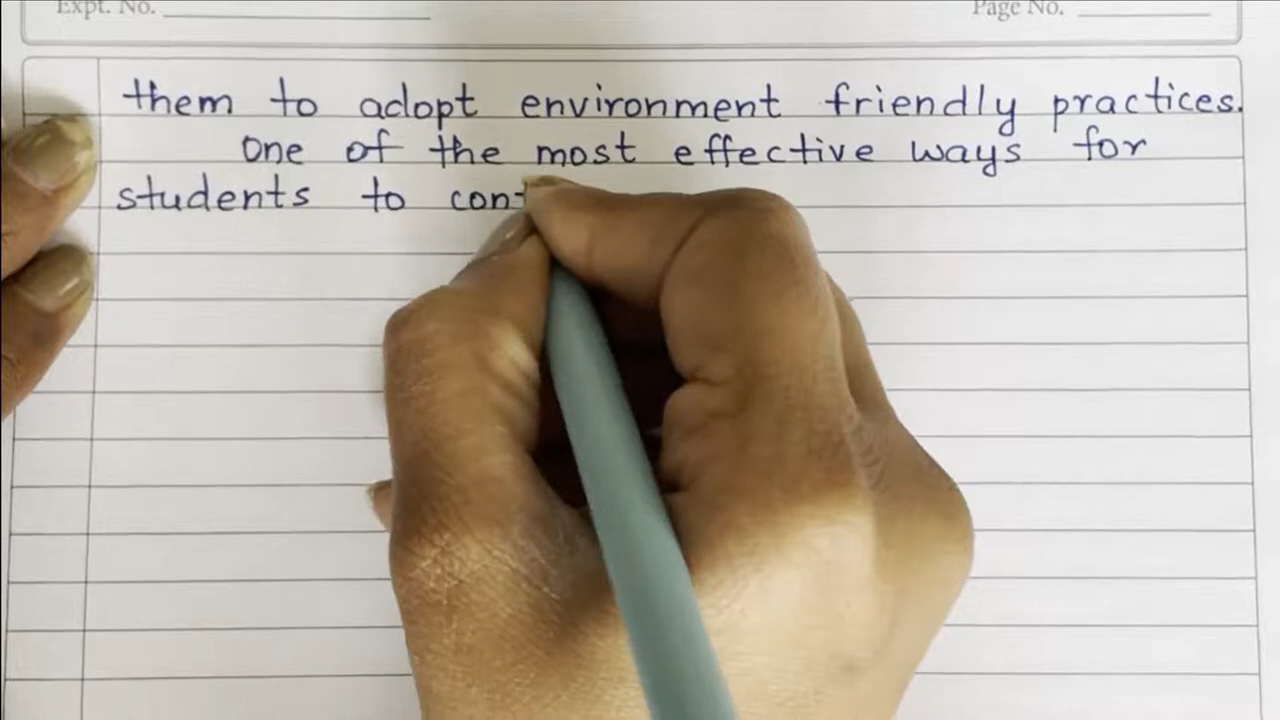 Expt. No.
Page No.
them to adopt environment friendly practices.
One of the most effective ways for
students to